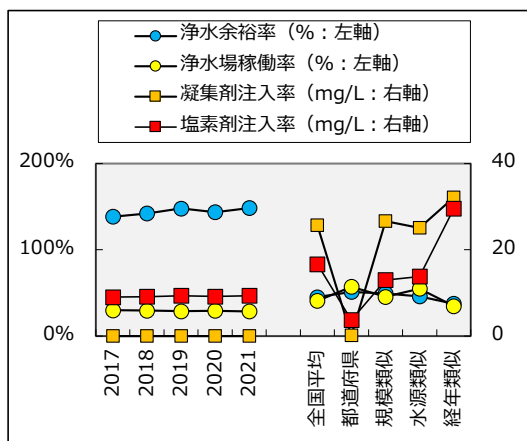 浄水余裕率（%：左軸）
浄水場稼働率（%：左軸）
凝集剤注入率（mg/L：右軸）
塩素剤注入率（mg/L：右軸）
200%
100%
0%
40
20
0
2017
2018
2019
2020
2021
全国平均
都道府県
規模類似
水源類似
経年類似